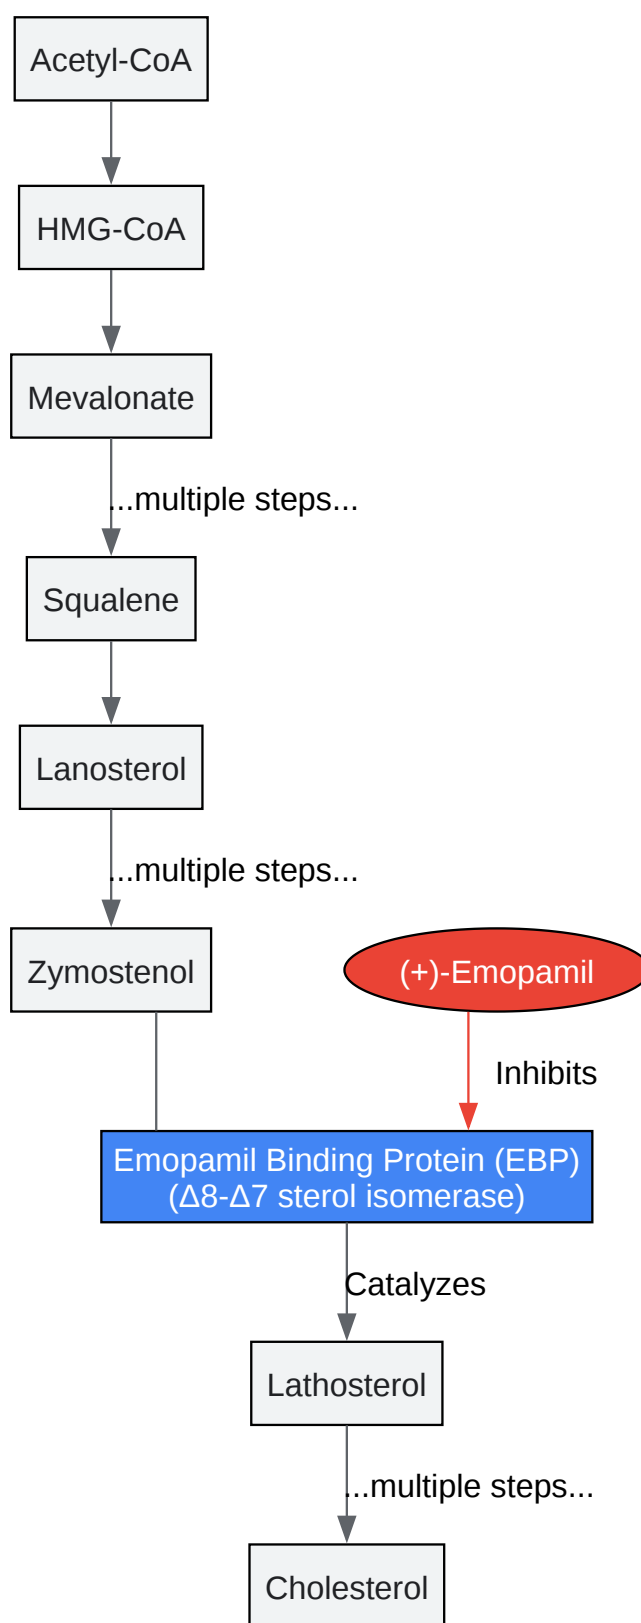 Acetyl-CoA
HMG-CoA
Mevalonate
...multiple steps...
Squalene
Lanosterol
...multiple steps...
Zymostenol
(+)-Emopamil
Inhibits
Emopamil Binding Protein (EBP)
(Δ8-Δ7 sterol isomerase)
Catalyzes
Lathosterol
...multiple steps...
Cholesterol